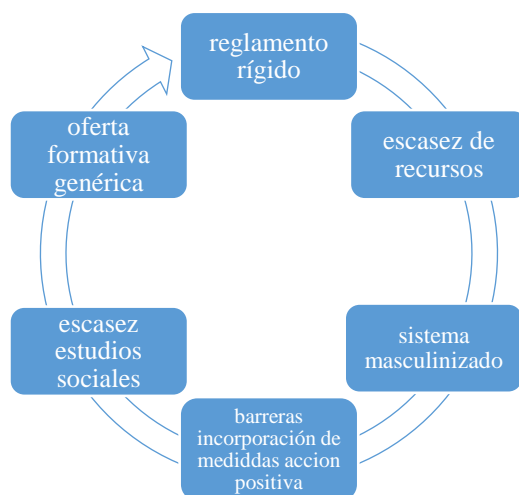 reglamento
rígido
escasez de
recursos
sistema
masculinizado
barreras
incorporación de
mediddas accion
positiva
escasez
estudios
sociales
oferta
formativa
genérica